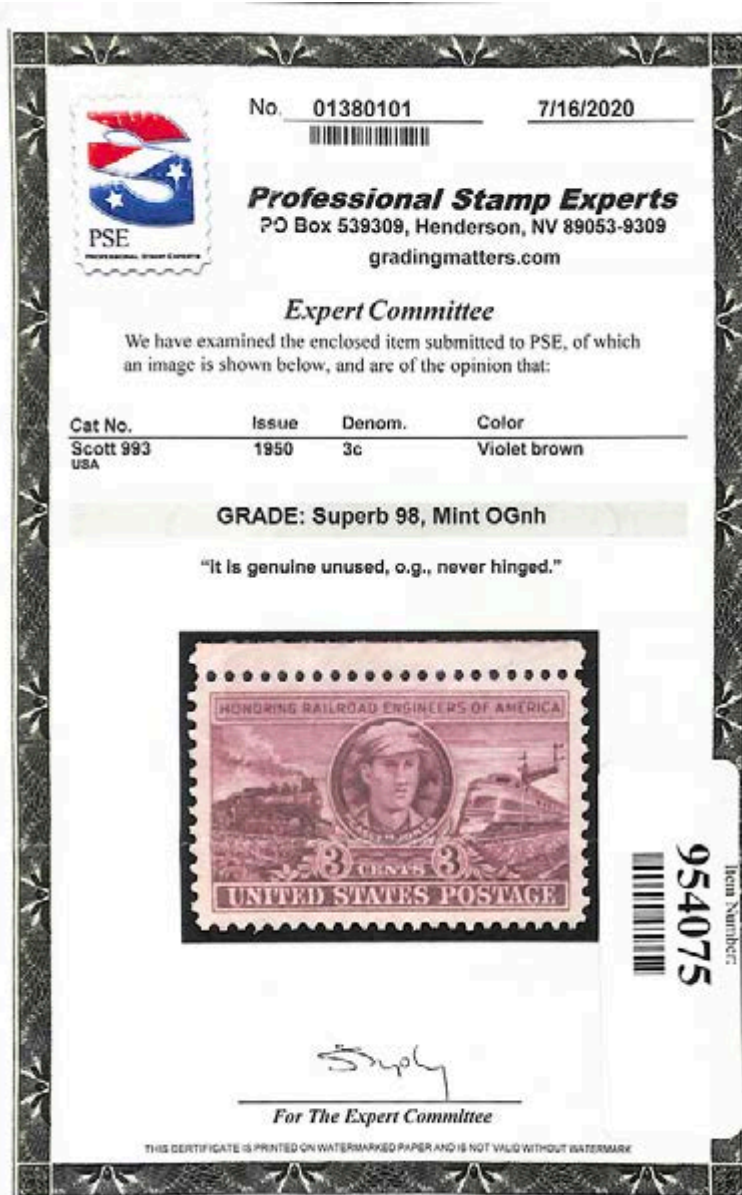 No. 01380101 7/16/2020
PSE
PROFESSIONAL STAMP EXPERTS
Professional Stamp Experts
PO Box 539309, Henderson, NV 89053-9309
gradingmatters.com
Expert Committee
We have examined the enclosed item submitted to PSE, of which
an image is shown below, and are of the opinion that:
Cat No. Issue Denom. Color
Scott 993 1950 3c Violet brown
USA
GRADE: Superb 98, Mint OGnh
"it is genuine unused, o.g., never hinged."
HONORING RAILROAD ENGINEERS OF AMERICA
3 CENTS 3
UNITED STATES POSTAGE
Item Number:
954075
For The Expert Committee
THIS CERTIFICATE IS PRINTED ON WATERMARKED PAPER AND IS NOT VALID WITHOUT WATERMARK